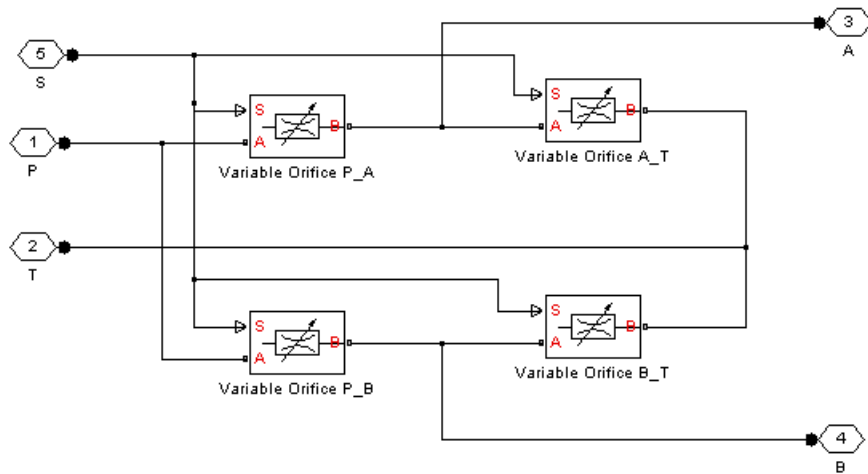 3
A
5
S
S
A
B
Variable Orifice P_A
S
A
B
Variable Orifice A_T
1
P
2
T
S
A
B
Variable Orifice P_B
S
A
B
Variable Orifice B_T
4
B